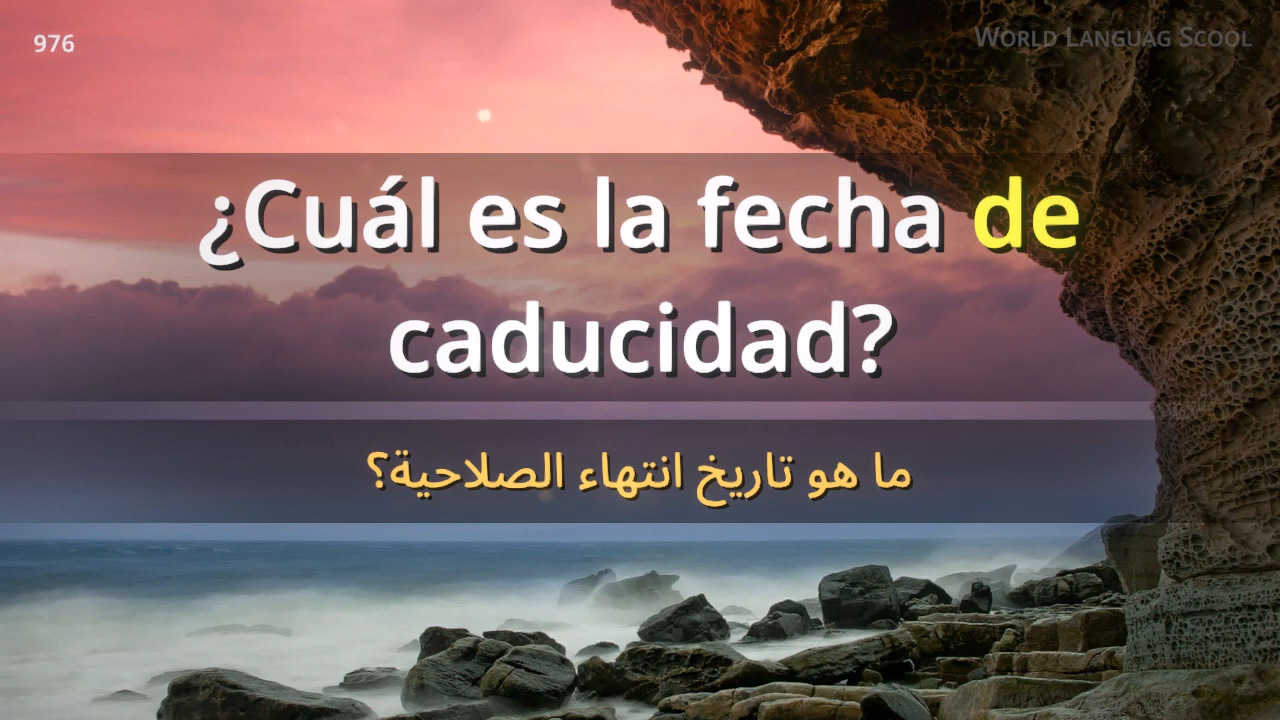 976
World Languag Scool
¿Cuál es la fecha de
caducidad?
ما هو تاريخ انتهاء الصلاحية؟